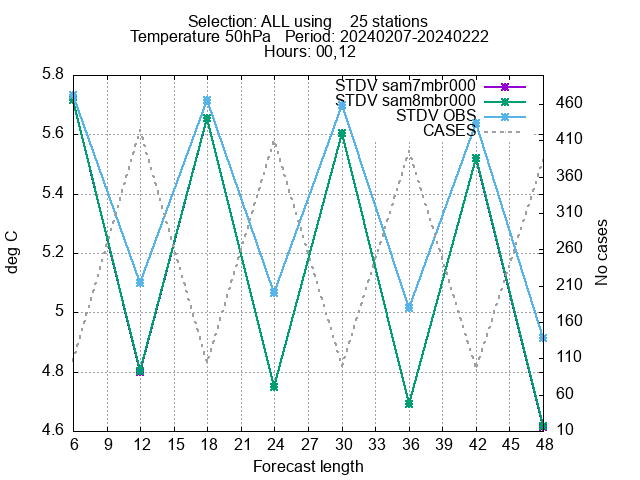 Selection: ALL using 25 stations
Temperature 50hPa Period: 20240207-20240222
Hours: 00,12
STDV sam7mbr000
STDV sam8mbr000
STDV OBS
CASES
5.8
5.6
5.4
5.2
5
4.8
4.6
deg C
460
410
360
310
260
210
160
110
60
10
No cases
6 9 12 15 18 21 24 27 30 33 36 39 42 45 48
Forecast length